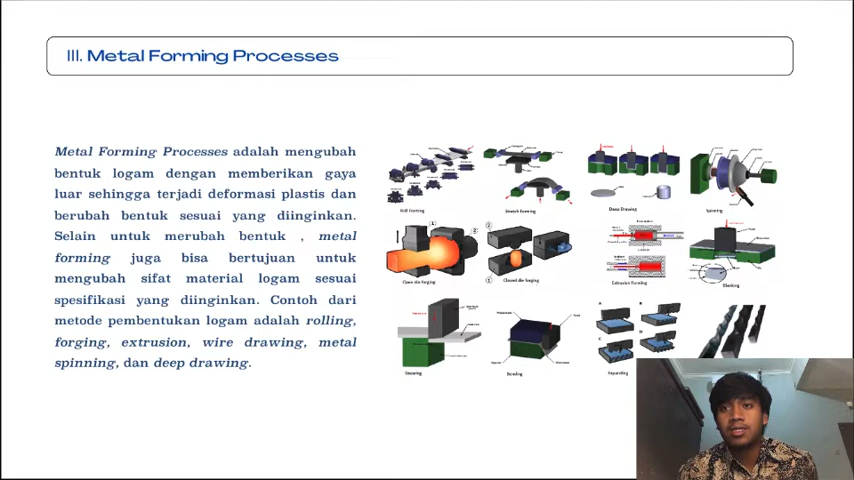 III. Metal Forming Processes
Metal Forming Processes adalah mengubah
bentuk logam dengan memberikan gaya
luar sehingga terjadi deformasi plastis dan
berubah bentuk sesuai yang diinginkan.
Selain untuk merubah bentuk , metal
forming juga bisa bertujuan untuk
mengubah sifat material logam sesuai
spesifikasi yang diinginkan. Contoh dari
metode pembentukan logam adalah rolling,
forging, extrusion, wire drawing, metal
spinning, dan deep drawing.
Roll Forming
Stretch Forming
Deep Drawing
Spinning
Open die forging
Closed die forging
Extrusion Forming
Blanking
Shearing
Bending
Expanding